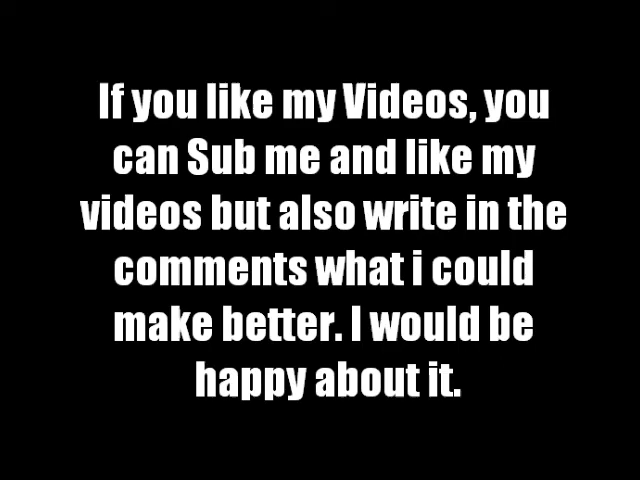 If you like my Videos, you
can Sub me and like my
videos but also write in the
comments what i could
make better. I would be
happy about it.